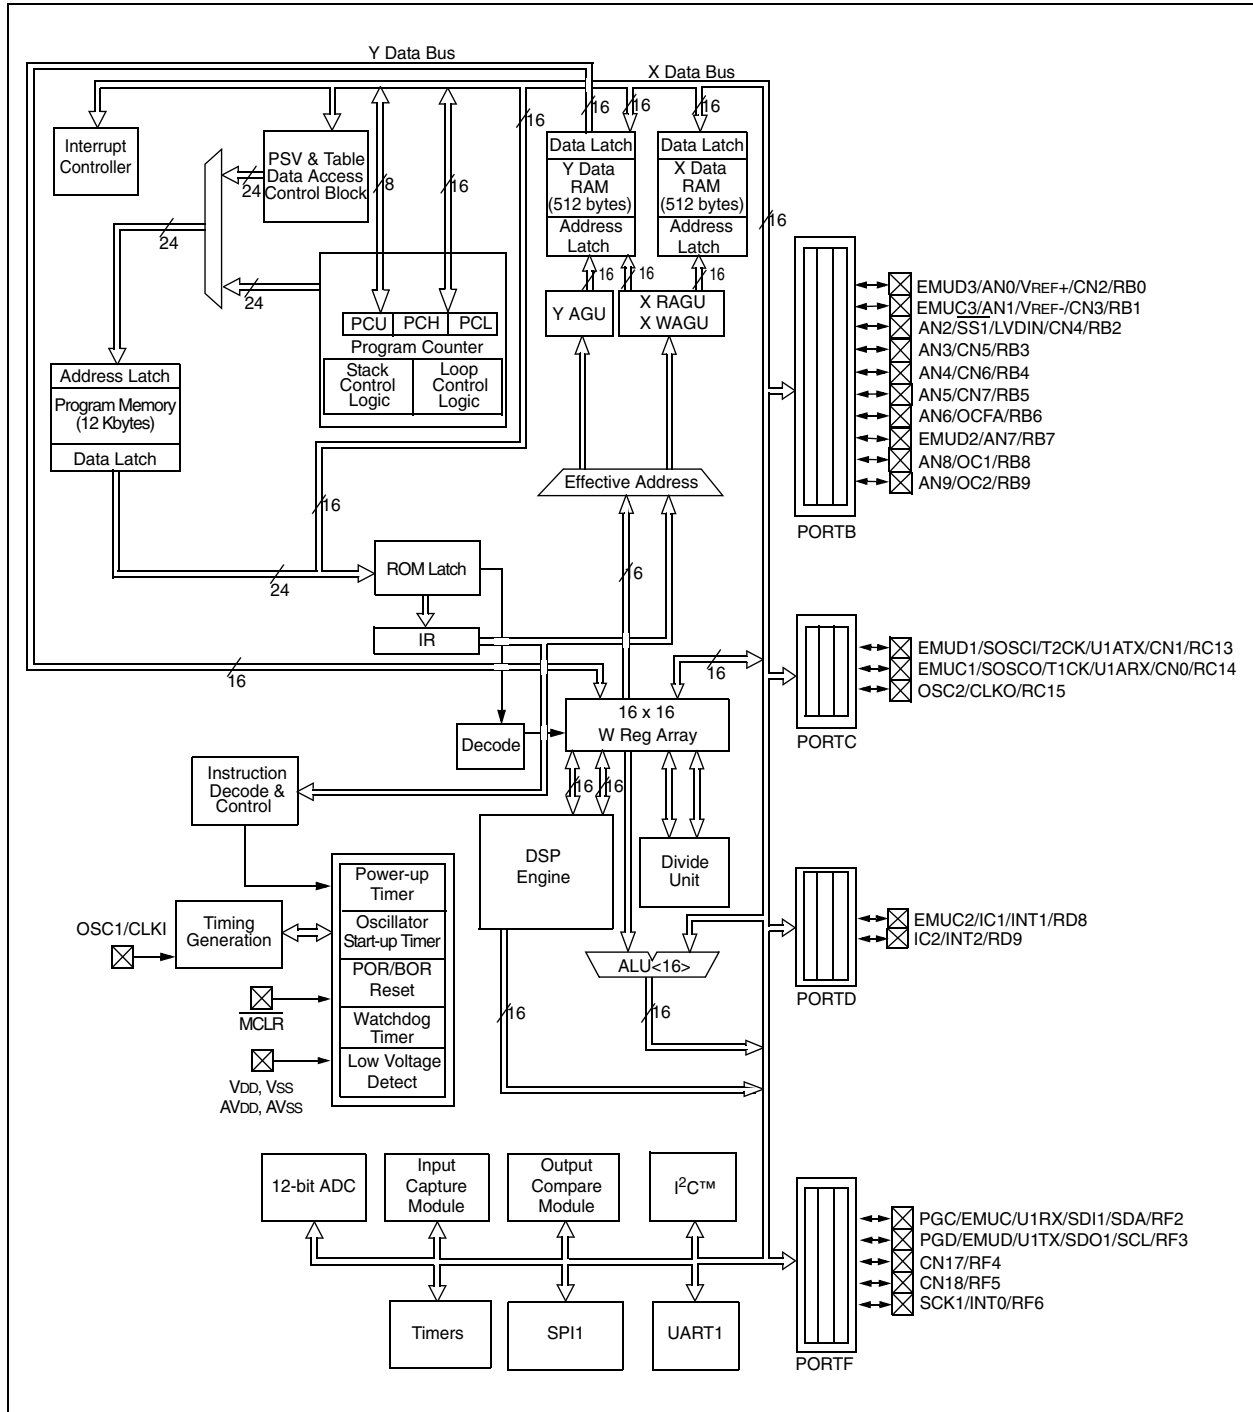 Y Data Bus
X Data Bus
Interrupt
Controller
PSV & Table
Data Access
Control Block
24
24
24
8
16
16
16
16
16
16
Data Latch
Y Data
RAM
(512 bytes)
Address
Latch
Data Latch
X Data
RAM
(512 bytes)
Address
Latch
16
16
16
Y AGU
X RAGU
X WAGU
PCU
PCH
PCL
Program Counter
Stack
Control
Logic
Loop
Control
Logic
Address Latch
Program Memory
(12 Kbytes)
Data Latch
16
24
Effective Address
ROM Latch
IR
16
16
16
16 x 16
W Reg Array
Decode
Instruction
Decode &
Control
16
16
DSP
Engine
Divide
Unit
Power-up
Timer
Oscillator
Start-up Timer
POR/BOR
Reset
Watchdog
Timer
Low Voltage
Detect
OSC1/CLKI
Timing
Generation
MCLR
VDD, VSS
AVDD, AVSS
ALU<16>
16
16
12-bit ADC
Input
Capture
Module
Output
Compare
Module
I2C™
Timers
SPI1
UART1
EMUD3/AN0/VREF+/CN2/RB0
EMUC3/AN1/VREF-/CN3/RB1
AN2/SS1/LVDIN/CN4/RB2
AN3/CN5/RB3
AN4/CN6/RB4
AN5/CN7/RB5
AN6/OCFA/RB6
EMUD2/AN7/RB7
AN8/OC1/RB8
AN9/OC2/RB9
PORTB
EMUD1/SOSCI/T2CK/U1ATX/CN1/RC13
EMUC1/SOSCO/T1CK/U1ARX/CN0/RC14
OSC2/CLKO/RC15
PORTC
EMUC2/IC1/INT1/RD8
IC2/INT2/RD9
PORTD
PGC/EMUC/U1RX/SDI1/SDA/RF2
PGD/EMUD/U1TX/SDO1/SCL/RF3
CN17/RF4
CN18/RF5
SCK1/INT0/RF6
PORTF